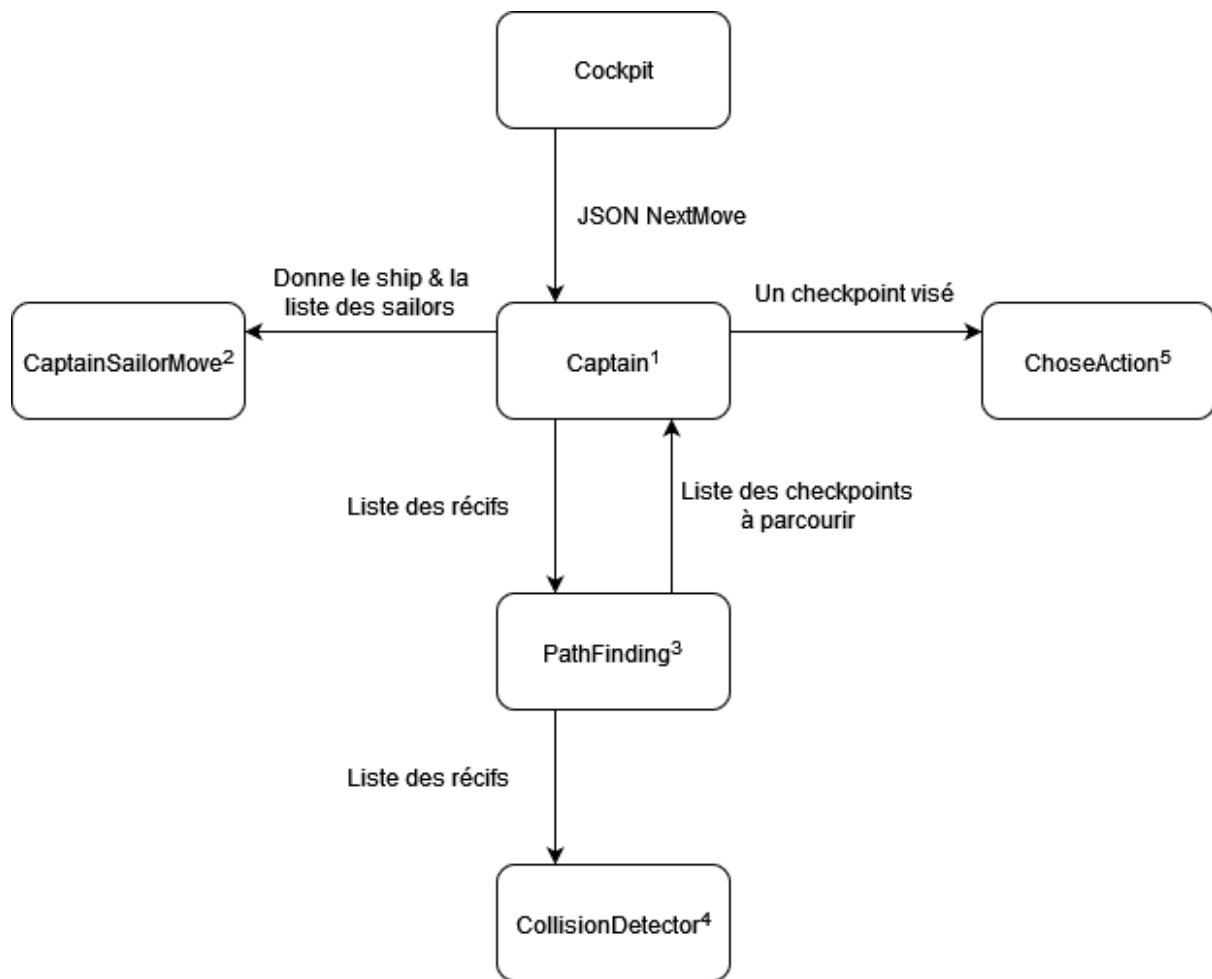 Cockpit
JSON NextMove
Donne le ship & la
liste des sailors
Un checkpoint visé
CaptainSailorMove²
Captain¹
ChoseAction⁵
Liste des récifs
Liste des checkpoints
à parcourir
PathFinding³
Liste des récifs
CollisionDetector⁴